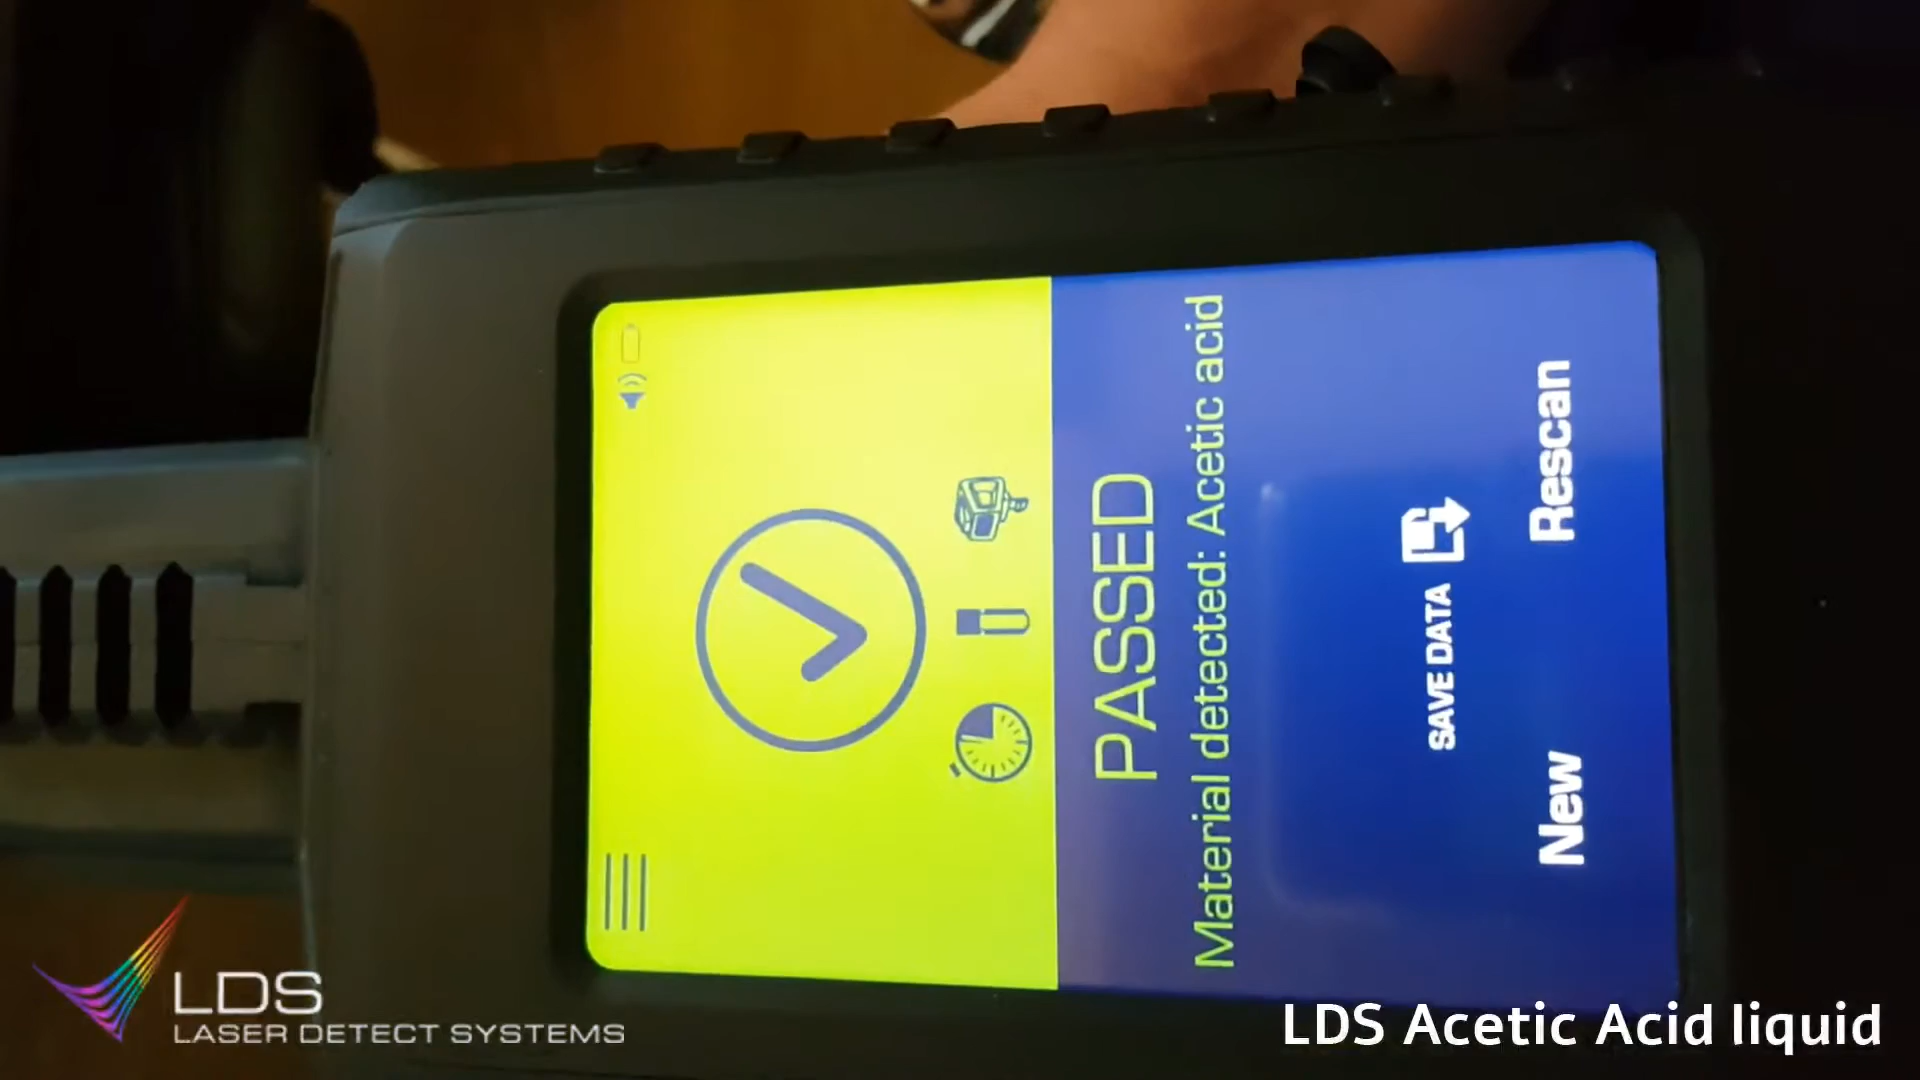 PASSED
Material detected: Acetic acid
SAVE DATA
New Rescan
LDS
LASER DETECT SYSTEMS
LDS Acetic Acid liquid